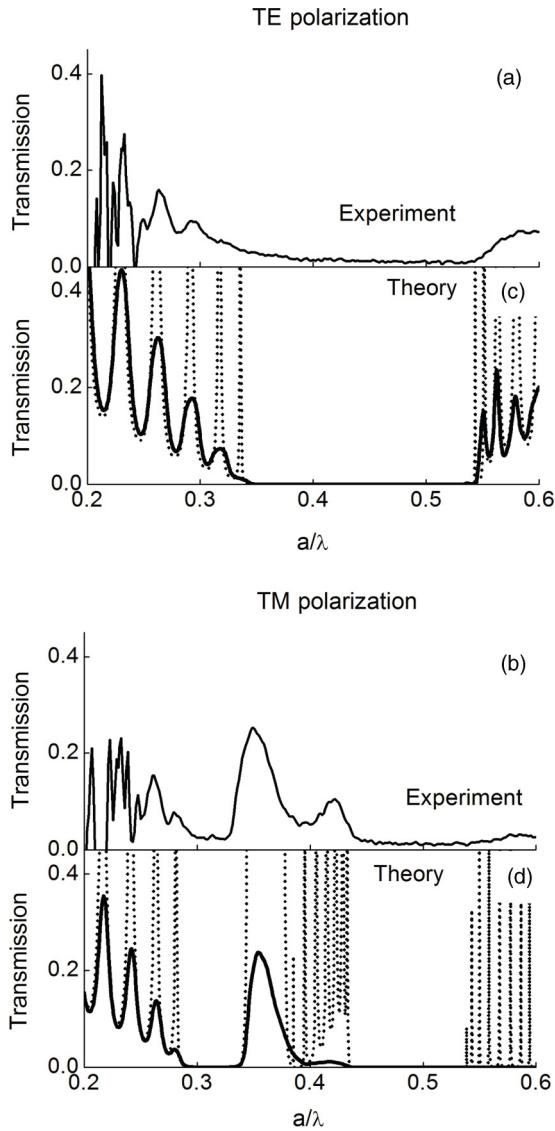 TE polarization
(a)
Transmission
0.4
0.2
0.0
Experiment
(c)
Theory
Transmission
0.4
0.2
0.0
0.2 0.3 0.4 0.5 0.6
a/λ
TM polarization
(b)
Transmission
0.4
0.2
0.0
Experiment
Theory (d)
Transmission
0.4
0.2
0.0
0.2 0.3 0.4 0.5 0.6
a/λ